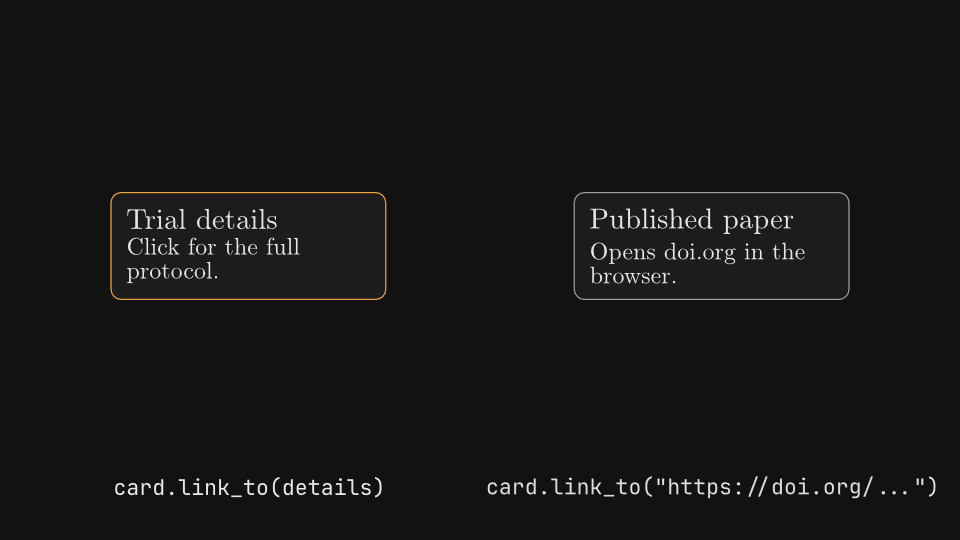 Trial details
Click for the full
protocol.
Published paper
Opens doi.org in the
browser.
card.link_to(details)
card.link_to("https://doi.org/...")